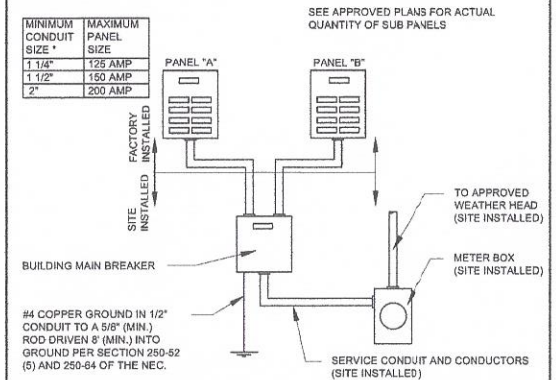 SEE APPROVED PLANS FOR ACTUAL
QUANTITY OF SUB PANELS
MINIMUM CONDUIT SIZE * MAXIMUM PANEL SIZE
1 1/4" 125 AMP
1 1/2" 150 AMP
2" 200 AMP
PANEL "A"
PANEL "B"
FACTORY
INSTALLED
SITE
INSTALLED
TO APPROVED
WEATHER HEAD
(SITE INSTALLED)
BUILDING MAIN BREAKER
METER BOX
(SITE INSTALLED)
#4 COPPER GROUND IN 1/2"
CONDUIT TO A 5/8" (MIN.)
ROD DRIVEN 8' (MIN.) INTO
GROUND PER SECTION 250-52
(5) AND 250-64 OF THE NEC.
SERVICE CONDUIT AND CONDUCTORS
(SITE INSTALLED)